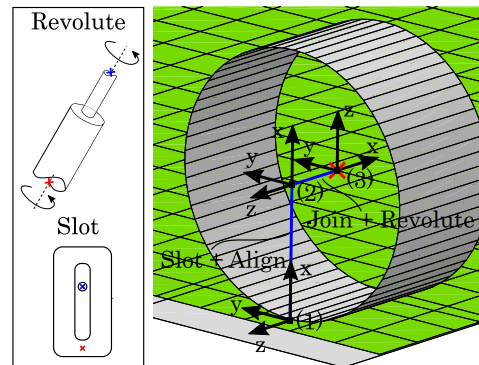 Revolute
Slot
z
x
y
x
(3)
y
z
(2)
Join + Revolute
Slot + Align
x
y
(1)
z